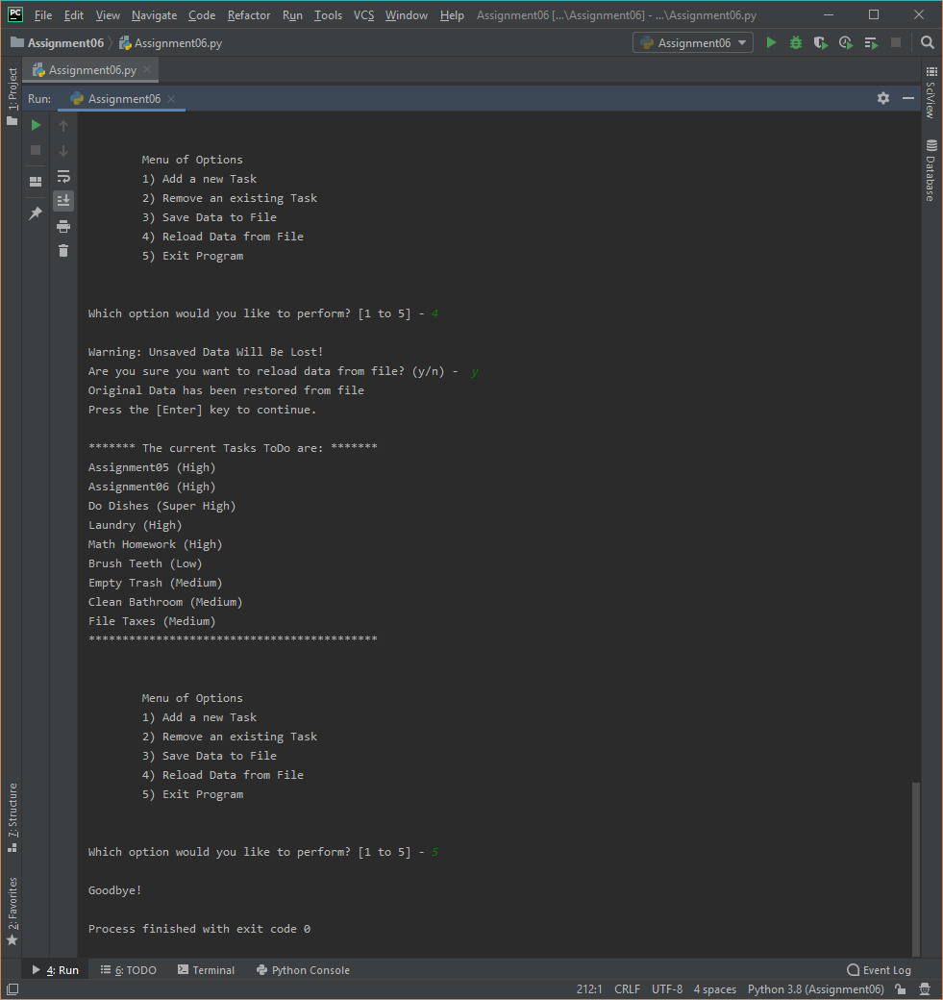 PC File Edit View Navigate Code Refactor Run Tools VCS Window Help Assignment06 [...\Assignment06] - ...\Assignment06.py
Assignment06 Assignment06.py Assignment06
Assignment06.py
Run: Assignment06
1: Project
SciView
Database
Menu of Options
1) Add a new Task
2) Remove an existing Task
3) Save Data to File
4) Reload Data from File
5) Exit Program
Which option would you like to perform? [1 to 5] - 4
Warning: Unsaved Data Will Be Lost!
Are you sure you want to reload data from file? (y/n) -  y
Original Data has been restored from file
Press the [Enter] key to continue.
******* The current Tasks ToDo are: *******
Assignment05 (High)
Assignment06 (High)
Do Dishes (Super High)
Laundry (High)
Math Homework (High)
Brush Teeth (Low)
Empty Trash (Medium)
Clean Bathroom (Medium)
File Taxes (Medium)
*******************************************
Menu of Options
1) Add a new Task
2) Remove an existing Task
3) Save Data to File
4) Reload Data from File
5) Exit Program
Which option would you like to perform? [1 to 5] - 5
Goodbye!
Process finished with exit code 0
7: Structure
2: Favorites
4: Run 6: TODO Terminal Python Console Event Log
212:1 CRLF UTF-8 4 spaces Python 3.8 (Assignment06)